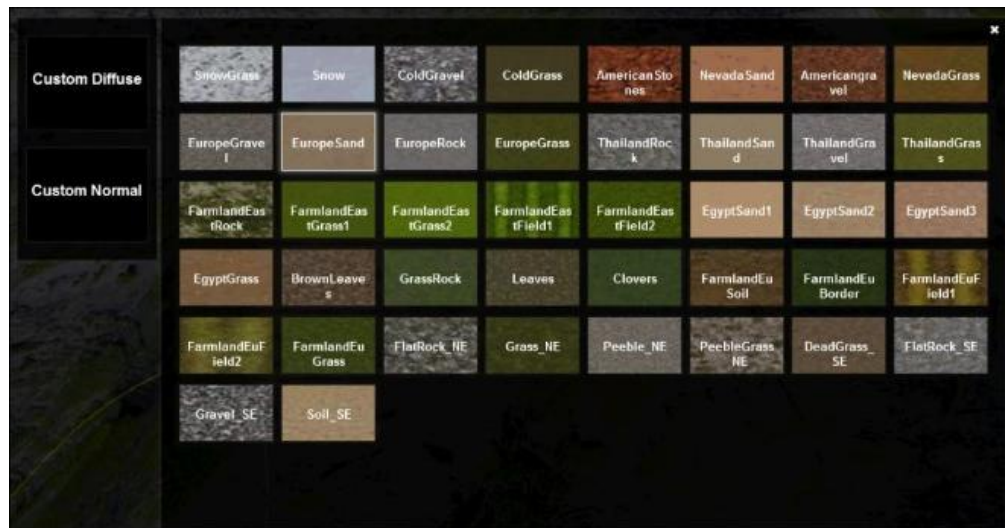 Custom Diffuse
Custom Normal
SnowGrass
Snow
ColdGravel
ColdGrass
AmericanSto
nes
NevadaSand
Americangra
vel
NevadaGrass
EuropeGrave
l
EuropeSand
EuropeRock
EuropeGrass
ThailandRoc
k
ThailandSan
d
ThailandGra
vel
ThailandGras
s
FarmlandEas
tRock
FarmlandEas
tGrass1
FarmlandEas
tGrass2
FarmlandEas
tField1
FarmlandEas
tField2
EgyptSand1
EgyptSand2
EgyptSand3
EgyptGrass
BrownLeave
s
GrassRock
Leaves
Clovers
FarmlandEu
Soil
FarmlandEu
Border
FarmlandEuF
ield1
FarmlandEuF
ield2
FarmlandEu
Grass
FlatRock_NE
Grass_NE
Peeble_NE
PeebleGrass
NE
DeadGrass_
SE
FlatRock_SE
Gravel_SE
Soil_SE